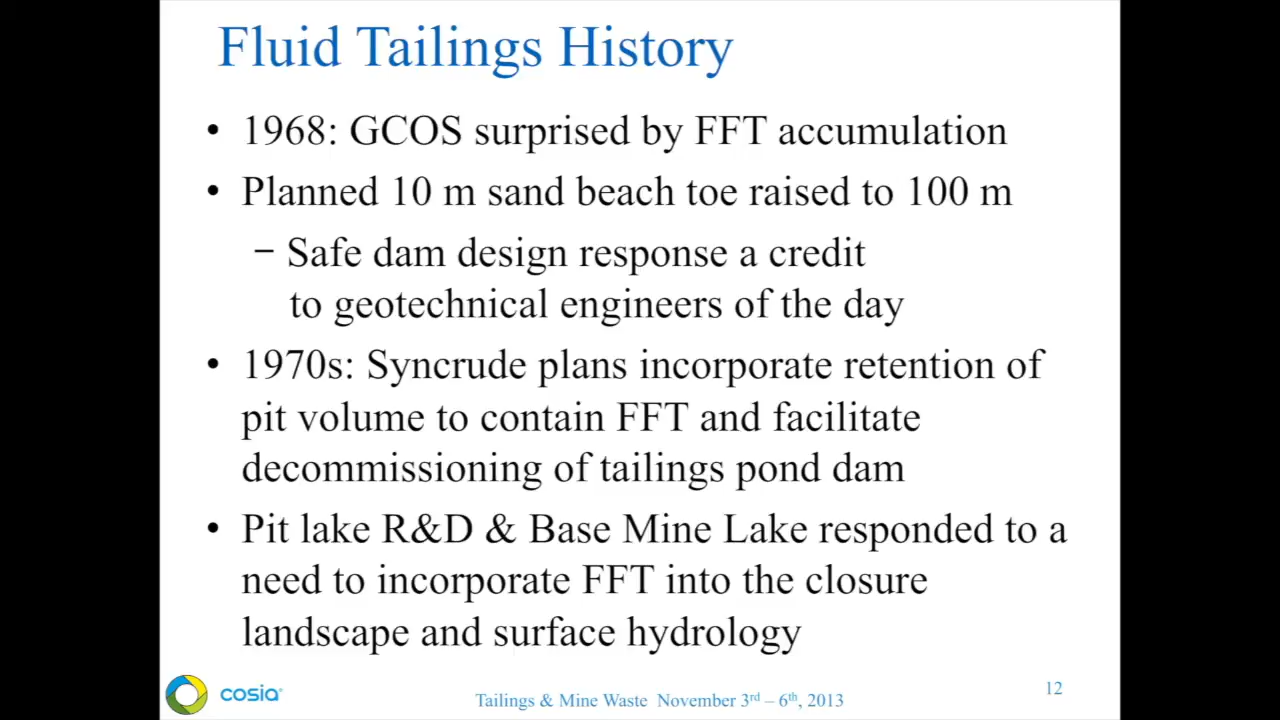 Fluid Tailings History
• 1968: GCOS surprised by FFT accumulation
• Planned 10 m sand beach toe raised to 100 m
– Safe dam design response a credit
to geotechnical engineers of the day
• 1970s: Syncrude plans incorporate retention of
pit volume to contain FFT and facilitate
decommissioning of tailings pond dam
• Pit lake R&D & Base Mine Lake responded to a
need to incorporate FFT into the closure
landscape and surface hydrology
cosia
Tailings & Mine Waste November 3rd – 6th, 2013
12